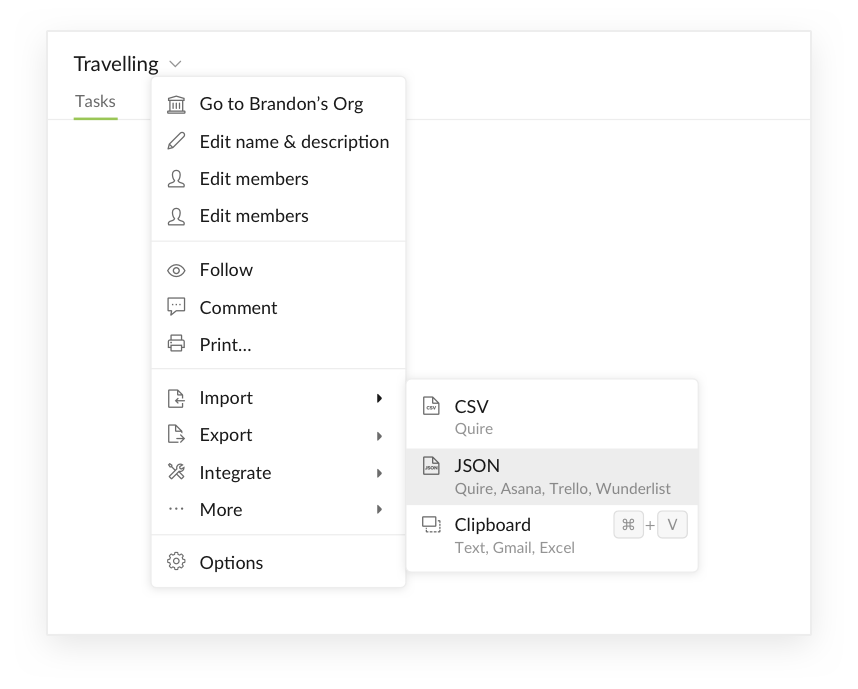 Travelling
Tasks
Go to Brandon’s Org
Edit name & description
Edit members
Edit members
Follow
Comment
Print...
Import
Export
Integrate
More
Options
CSV
CSV
Quire
JSON
JSON
Quire, Asana, Trello, Wunderlist
Clipboard ⌘ + V
Text, Gmail, Excel